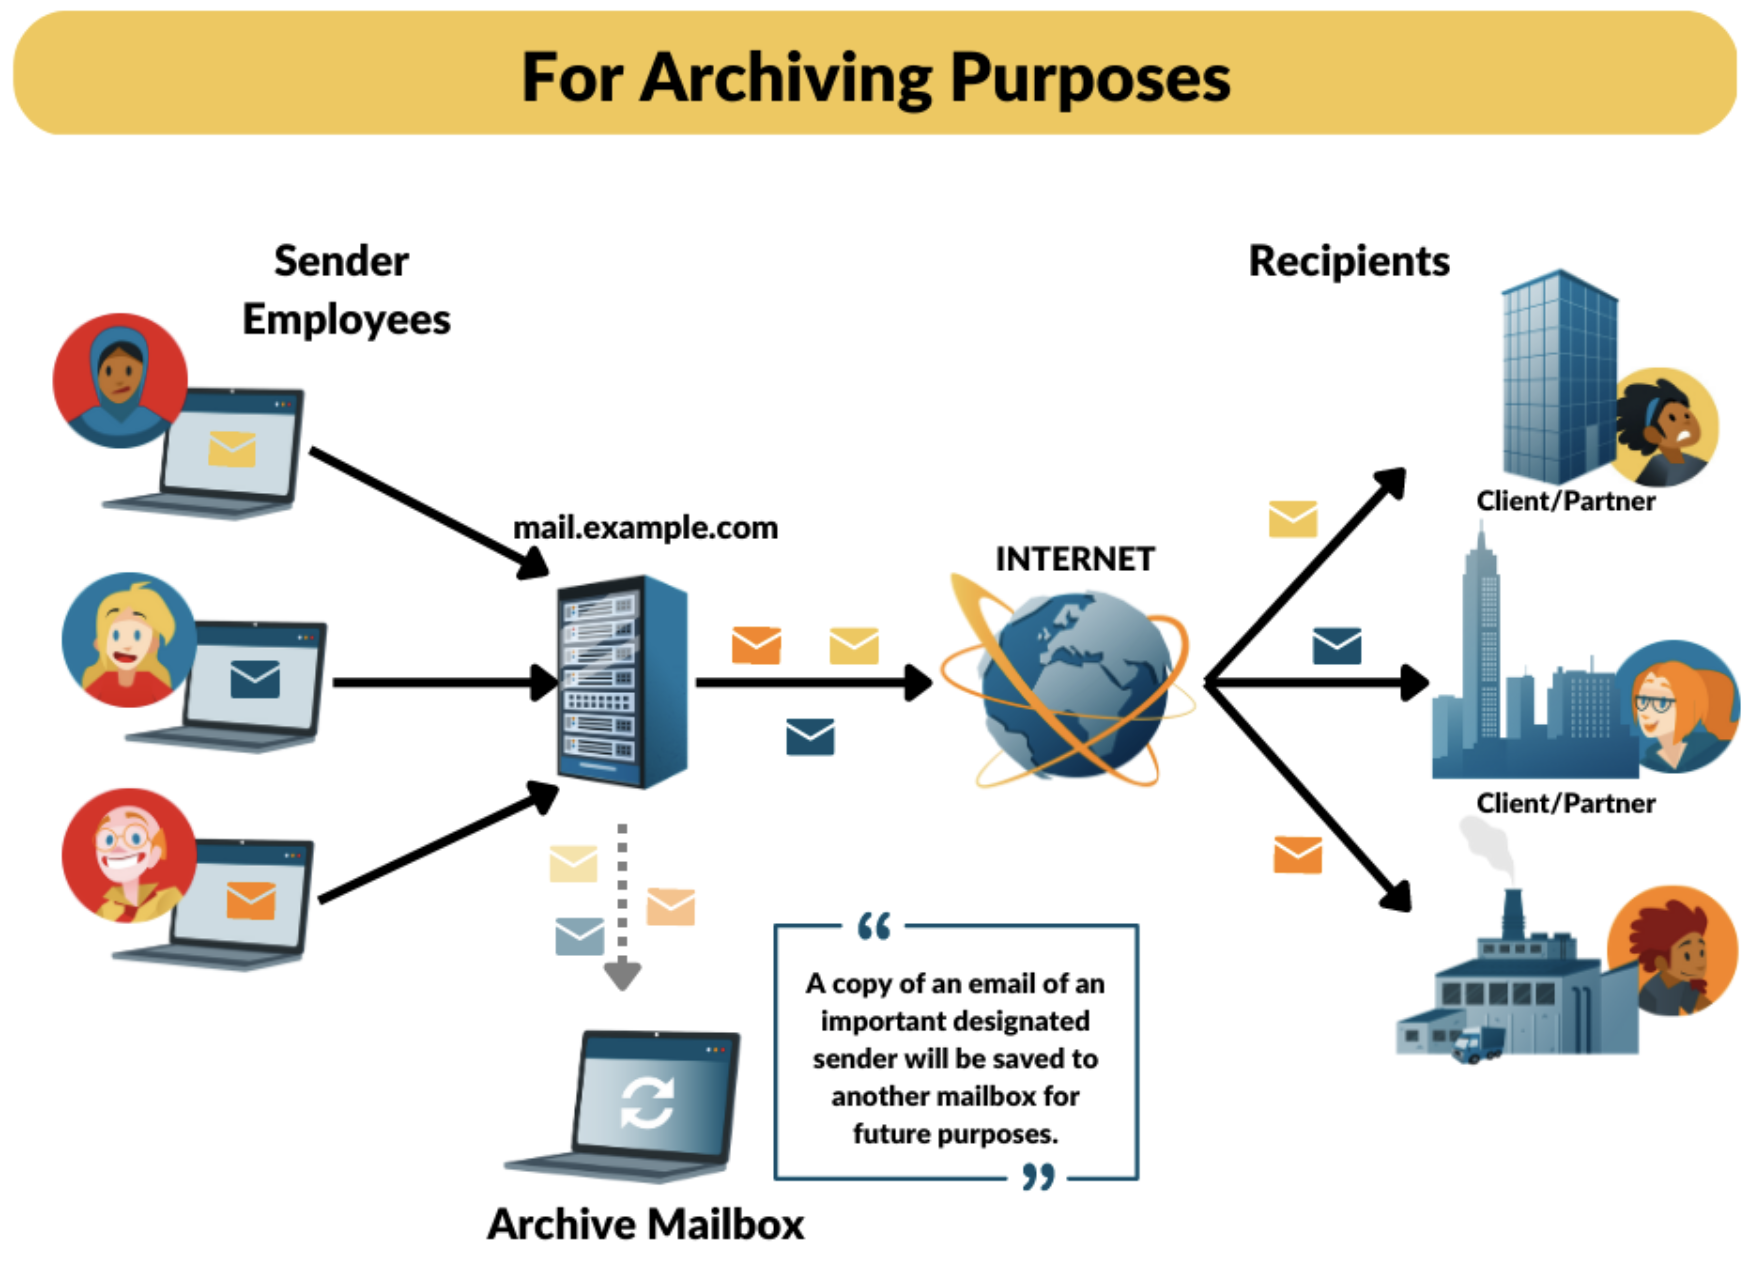 For Archiving Purposes
Sender
Employees
Recipients
Client/Partner
mail.example.com
INTERNET
Client/Partner
“
A copy of an email of an
important designated
sender will be saved to
another mailbox for
future purposes.
”
Archive Mailbox